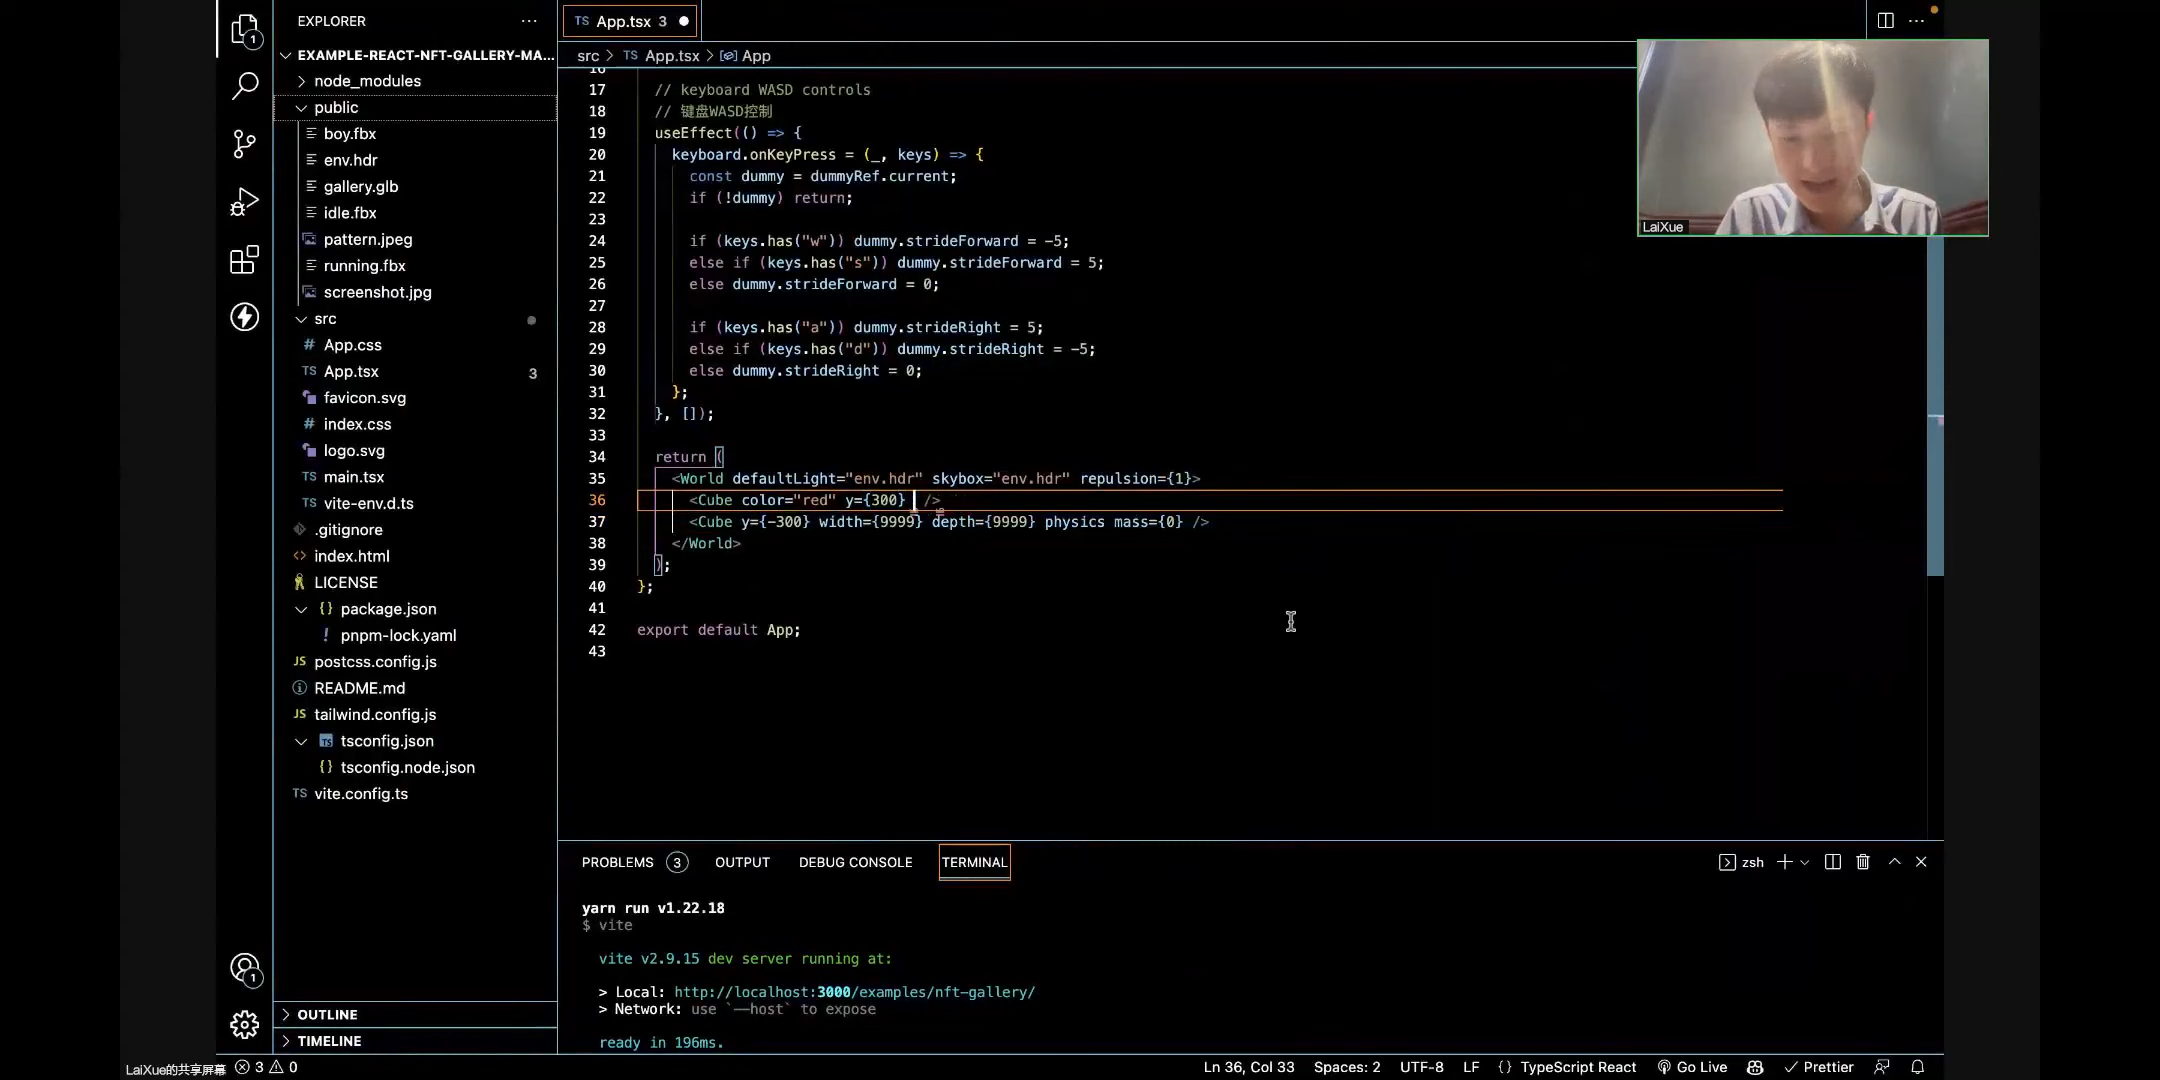 EXPLORER
EXAMPLE-REACT-NFT-GALLERY-MA...
node_modules
public
boy.fbx
env.hdr
gallery.glb
idle.fbx
pattern.jpeg
running.fbx
screenshot.jpg
src
App.css
App.tsx 3
favicon.svg
index.css
logo.svg
main.tsx
vite-env.d.ts
.gitignore
index.html
LICENSE
package.json
pnpm-lock.yaml
postcss.config.js
README.md
tailwind.config.js
tsconfig.json
tsconfig.node.json
vite.config.ts
OUTLINE
TIMELINE
TS App.tsx 3
src > TS App.tsx > App
16
17 // keyboard WASD controls
18 // 键盘WASD控制
19 useEffect(() => {
20 keyboard.onKeyPress = (_, keys) => {
21 const dummy = dummyRef.current;
22 if (!dummy) return;
23
24 if (keys.has("w")) dummy.strideForward = -5;
25 else if (keys.has("s")) dummy.strideForward = 5;
26 else dummy.strideForward = 0;
27
28 if (keys.has("a")) dummy.strideRight = 5;
29 else if (keys.has("d")) dummy.strideRight = -5;
30 else dummy.strideRight = 0;
31 };
32 }, []);
33
34 return (
35 <World defaultLight="env.hdr" skybox="env.hdr" repulsion={1}>
36 <Cube color="red" y={300} />
37 <Cube y={-300} width={9999} depth={9999} physics mass={0} />
38 </World>
39 );
40 };
41
42 export default App;
43
LaiXue
PROBLEMS 3 OUTPUT DEBUG CONSOLE TERMINAL
zsh
yarn run v1.22.18
$ vite
vite v2.9.15 dev server running at:
> Local: http://localhost:3000/examples/nft-gallery/
> Network: use `--host` to expose
ready in 196ms.
LaiXue的共享屏幕 3 0 Ln 36, Col 33 Spaces: 2 UTF-8 LF {} TypeScript React Go Live Prettier